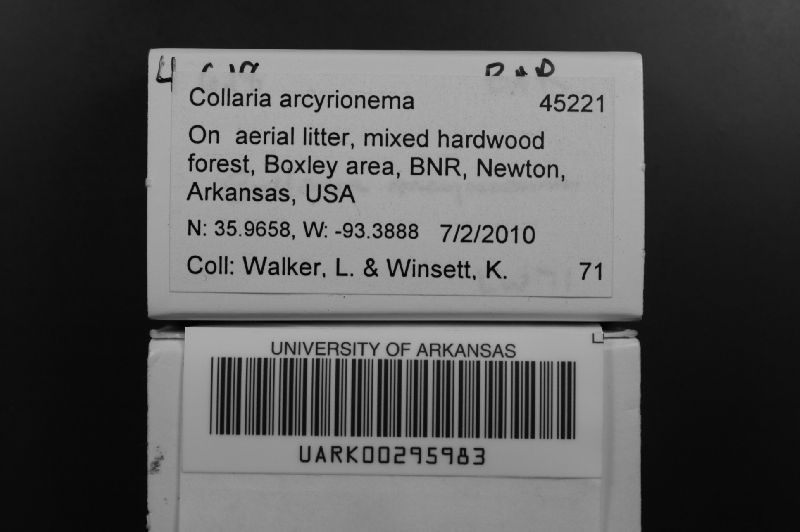 4
Collaria arcyrionema 45221
On aerial litter, mixed hardwood
forest, Boxley area, BNR, Newton,
Arkansas, USA
N: 35.9658, W: -93.3888 7/2/2010
Coll: Walker, L. & Winsett, K. 71
UNIVERSITY OF ARKANSAS
UARK00295983